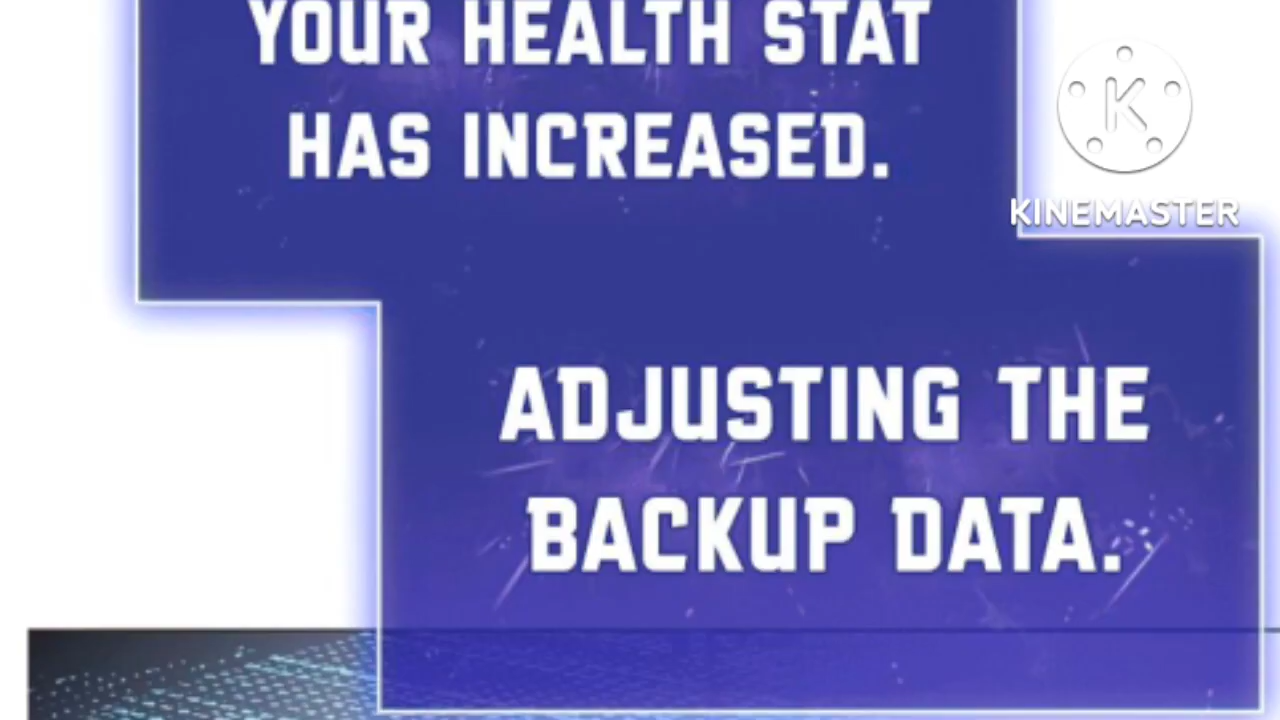 YOUR HEALTH STAT
HAS INCREASED.
K
KINEMASTER
ADJUSTING THE
BACKUP DATA.